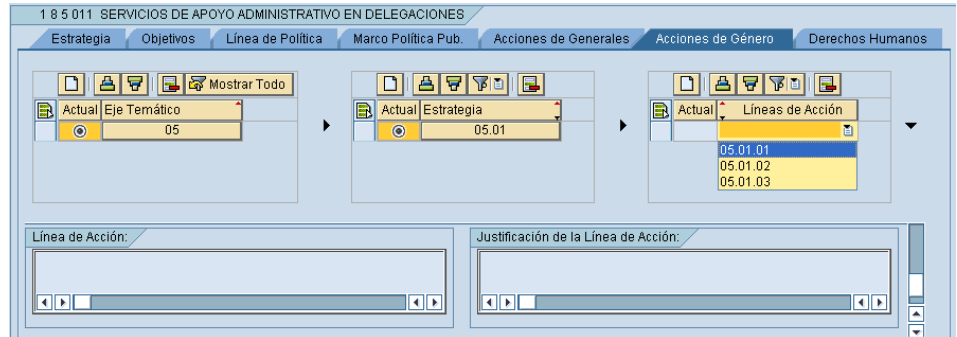 1 8 5 011 SERVICIOS DE APOYO ADMINISTRATIVO EN DELEGACIONES
Estrategia Objetivos Línea de Política Marco Política Pub. Acciones de Generales Acciones de Género Derechos Humanos
Mostrar Todo
Actual Eje Temático Actual Estrategia Actual Líneas de Acción
05 05.01
05.01.01
05.01.02
05.01.03
Línea de Acción: Justificación de la Línea de Acción: